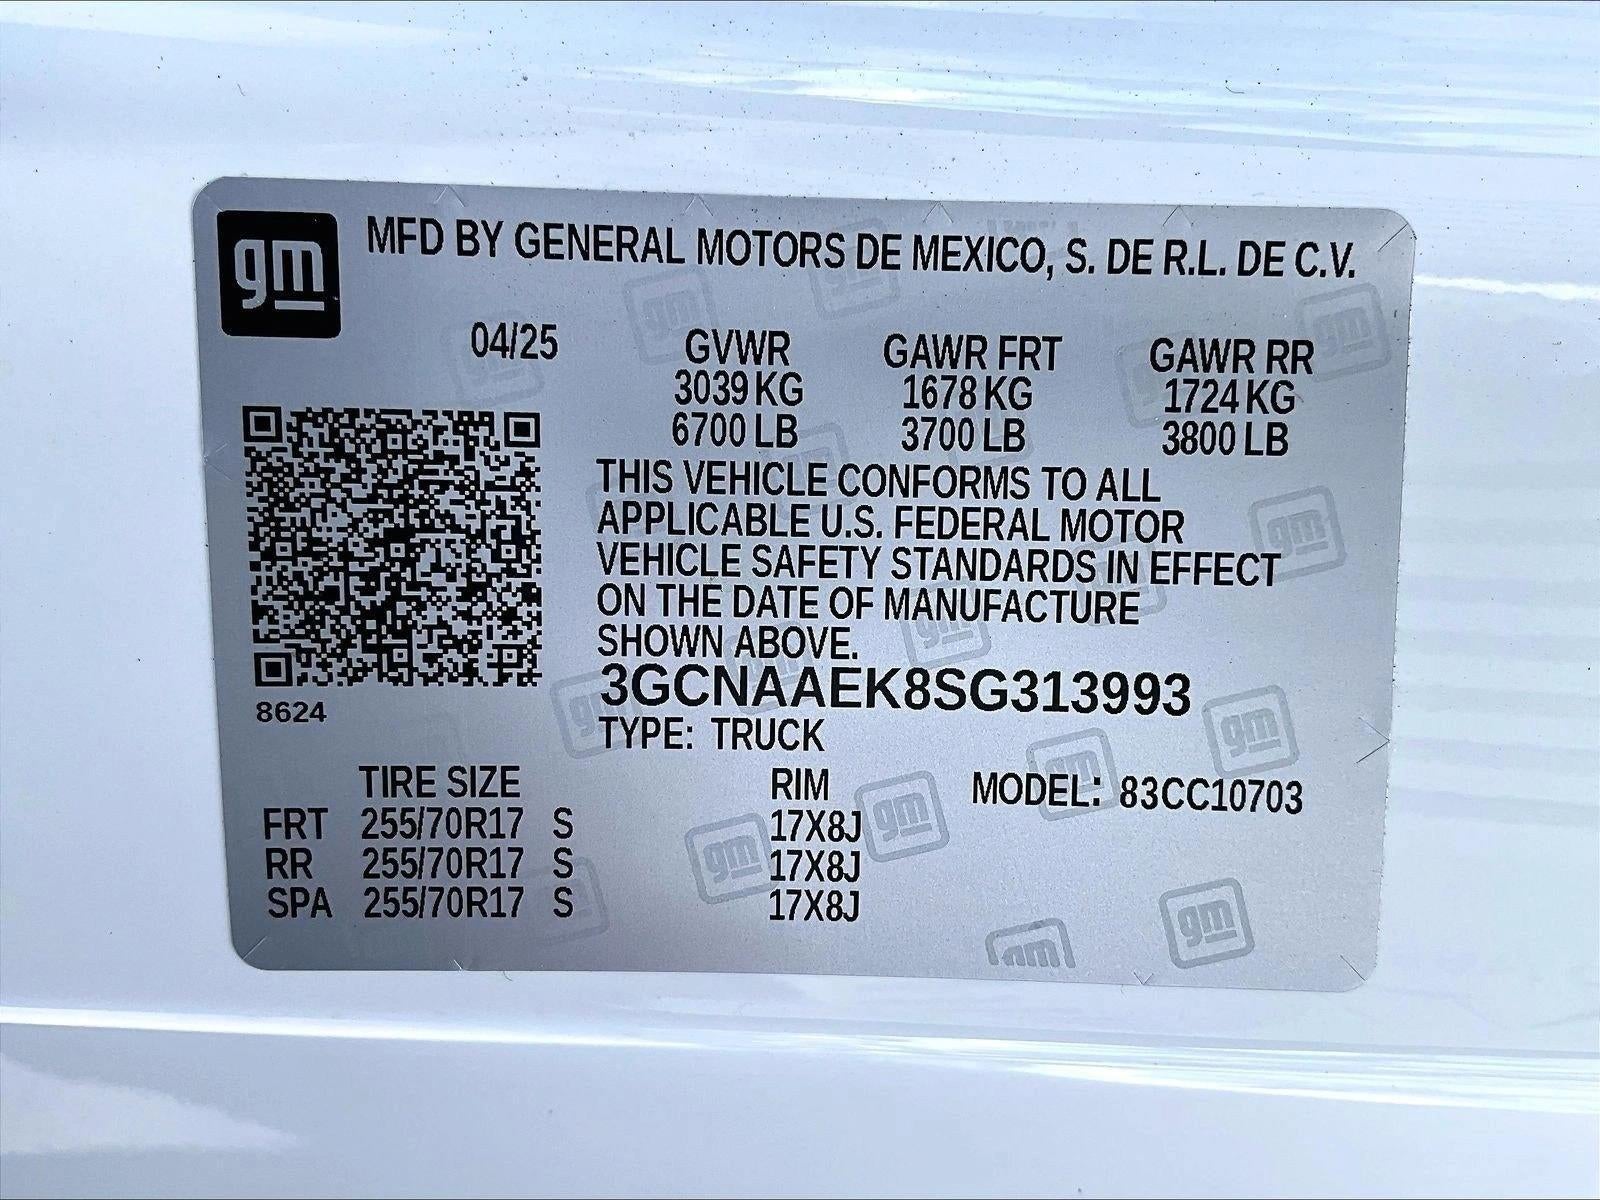 gm
MFD BY GENERAL MOTORS DE MEXICO, S. DE R.L. DE C.V.
04/25 GVWR GAWR FRT GAWR RR
3039 KG 1678 KG 1724 KG
6700 LB 3700 LB 3800 LB
THIS VEHICLE CONFORMS TO ALL
APPLICABLE U.S. FEDERAL MOTOR
VEHICLE SAFETY STANDARDS IN EFFECT
ON THE DATE OF MANUFACTURE
SHOWN ABOVE.
3GCNAAEK8SG313993
8624
TYPE: TRUCK
TIRE SIZE RIM MODEL: 83CC10703
FRT 255/70R17 S 17X8J
RR 255/70R17 S 17X8J
SPA 255/70R17 S 17X8J